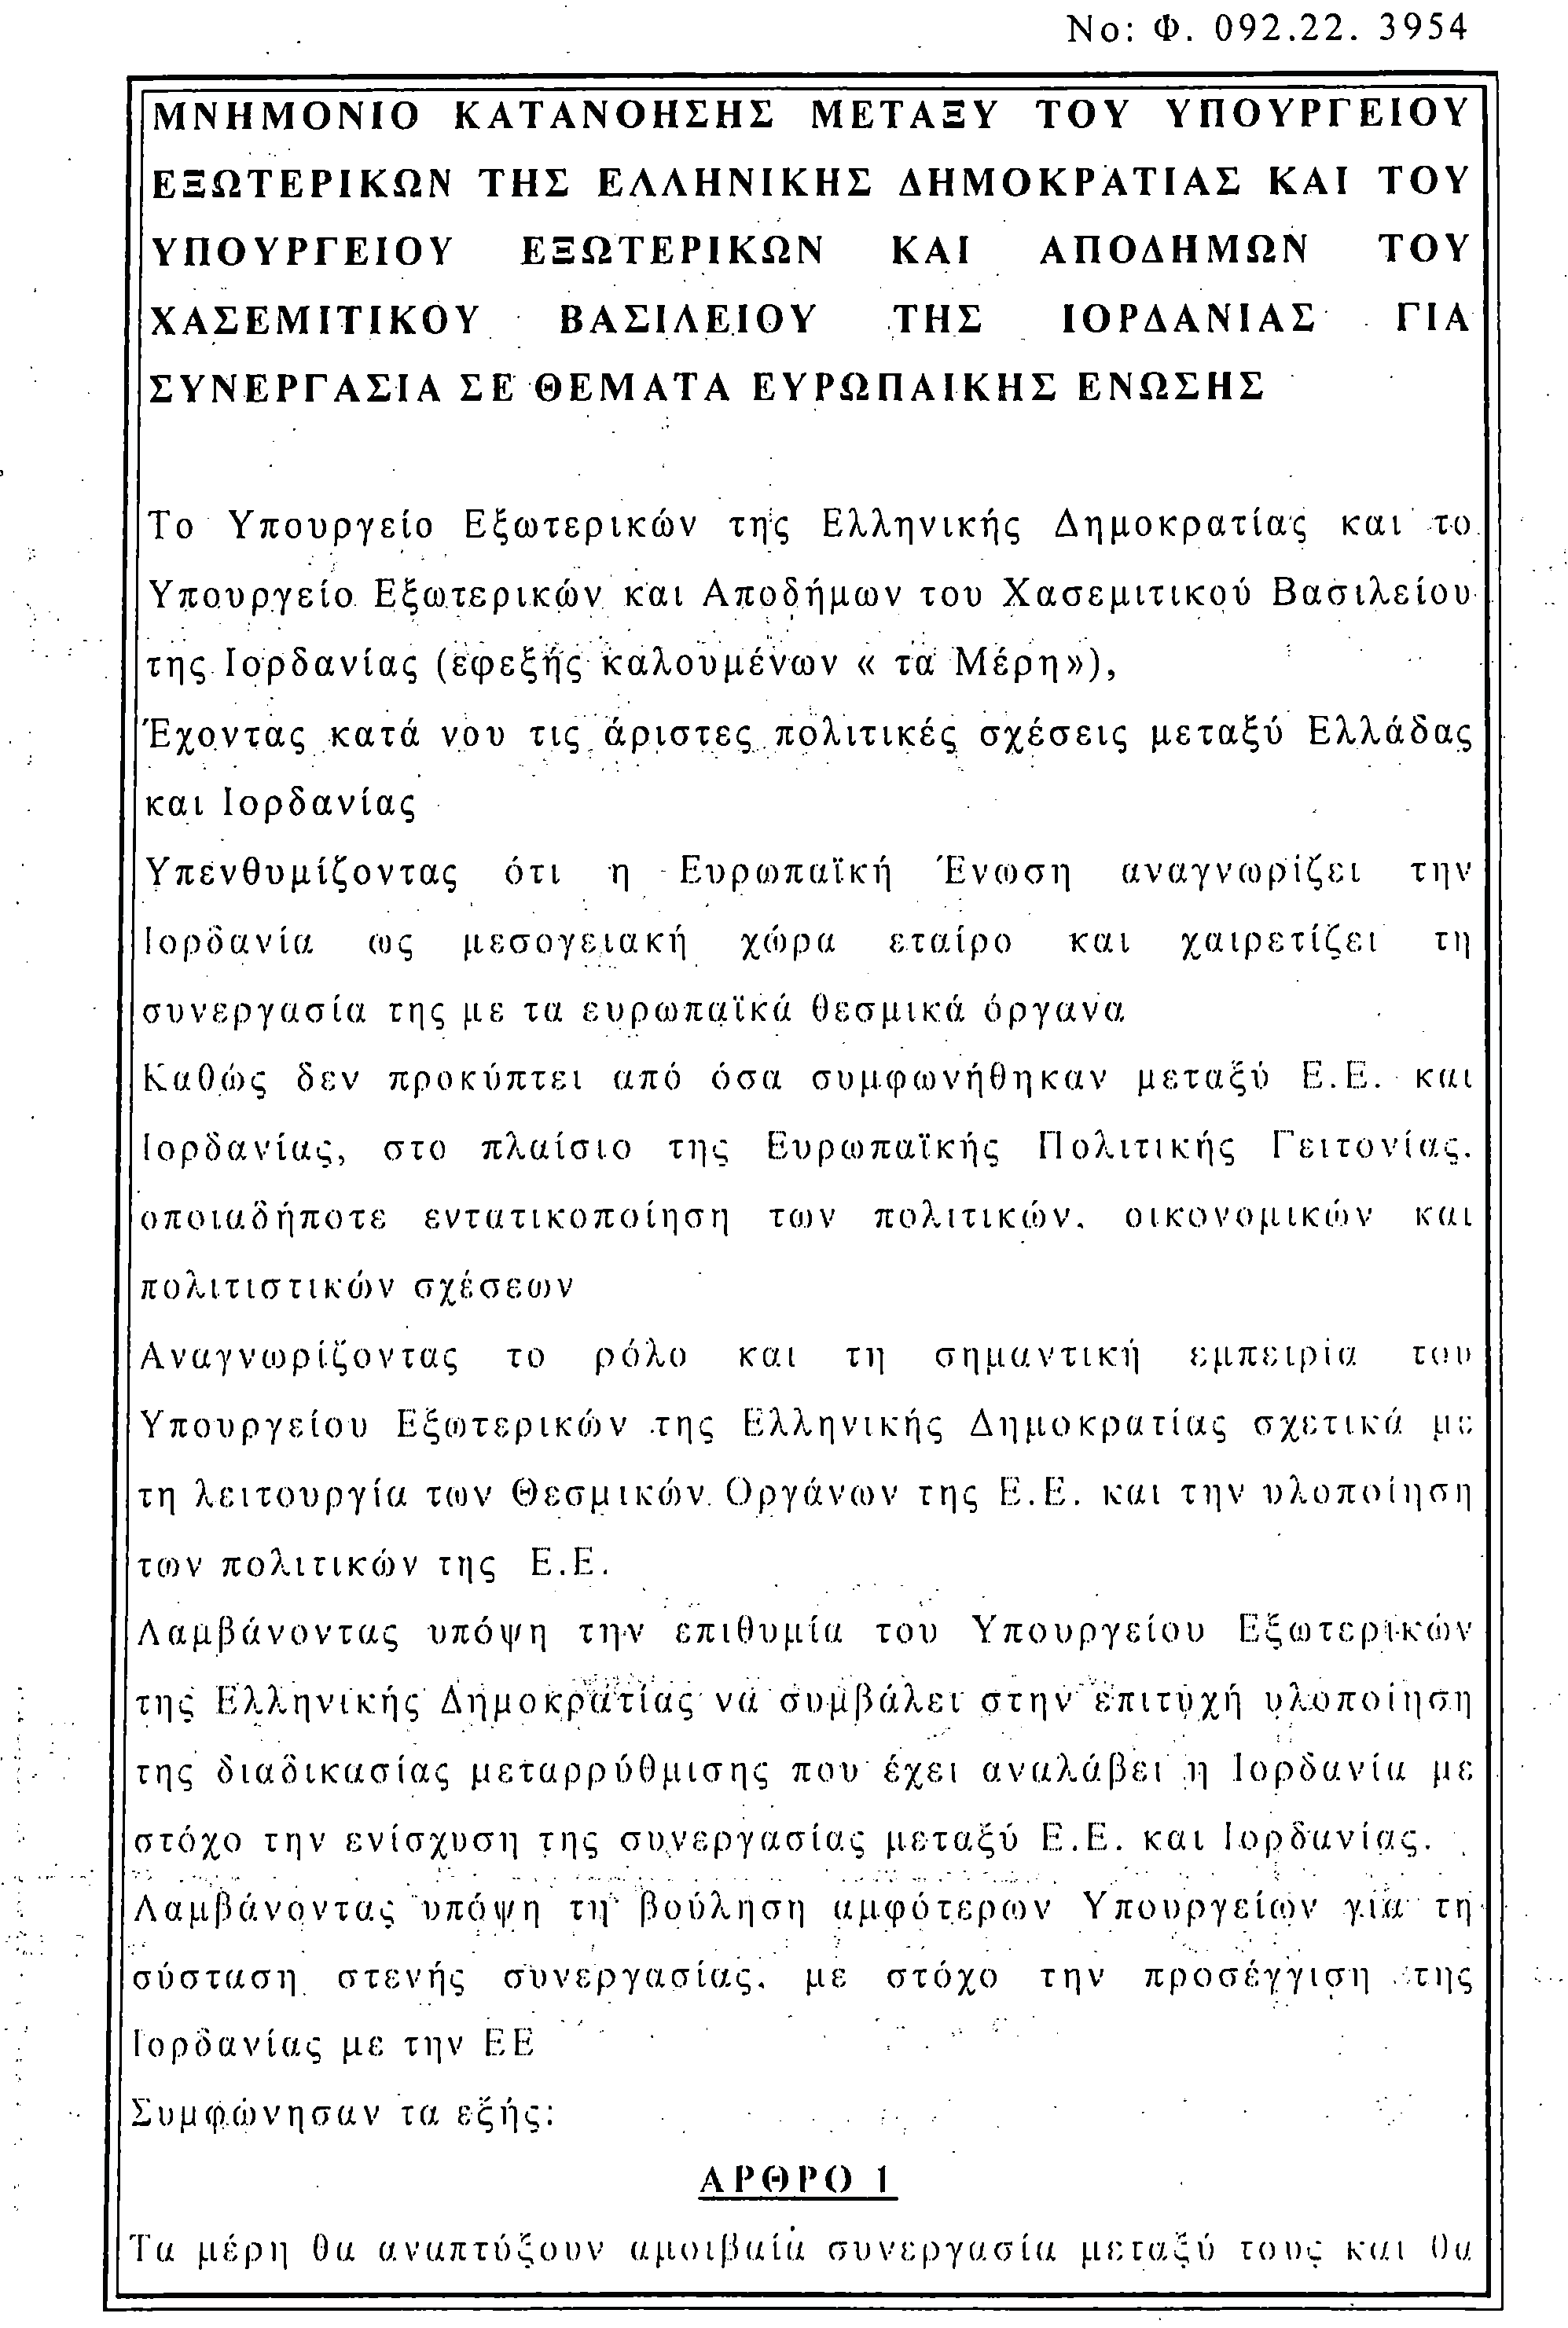 Νο: Φ. 092.22. 3954
ΜΝΗΜΟΝΙΟ ΚΑΤΑΝΟΗΣΗΣ ΜΕΤΑΞΥ ΤΟΥ ΥΠΟΥΡΓΕΙΟΥ
ΕΞΩΤΕΡΙΚΩΝ ΤΗΣ ΕΛΛΗΝΙΚΗΣ ΔΗΜΟΚΡΑΤΙΑΣ ΚΑΙ ΤΟΥ
ΥΠΟΥΡΓΕΙΟΥ ΕΞΩΤΕΡΙΚΩΝ ΚΑΙ ΑΠΟΔΗΜΩΝ ΤΟΥ
ΧΑΣΕΜΙΤΙΚΟΥ ΒΑΣΙΛΕΙΟΥ ΤΗΣ ΙΟΡΔΑΝΙΑΣ ΓΙΑ
ΣΥΝΕΡΓΑΣΙΑ ΣΕ ΘΕΜΑΤΑ ΕΥΡΩΠΑΙΚΗΣ ΕΝΩΣΗΣ
Το Υπουργείο Εξωτερικών της Ελληνικής Δημοκρατίας και το
Υπουργείο Εξωτερικών και Αποδήμων του Χασεμιτικού Βασιλείου
της Ιορδανίας (εφεξής καλουμένων « τα Μέρη»),
Έχοντας κατά νου τις άριστες πολιτικές σχέσεις μεταξύ Ελλάδας
και Ιορδανίας
Υπενθυμίζοντας ότι η Ευρωπαϊκή Ένωση αναγνωρίζει την
Ιορδανία ως μεσογειακή χώρα εταίρο και χαιρετίζει τη
συνεργασία της με τα ευρωπαϊκά θεσμικά όργανα
Καθώς δεν προκύπτει από όσα συμφωνήθηκαν μεταξύ Ε.Ε. και
Ιορδανίας, στο πλαίσιο της Ευρωπαϊκής Πολιτικής Γειτονίας,
οποιαδήποτε εντατικοποίηση των πολιτικών, οικονομικών και
πολιτιστικών σχέσεων
Αναγνωρίζοντας το ρόλο και τη σημαντική εμπειρία του
Υπουργείου Εξωτερικών της Ελληνικής Δημοκρατίας σχετικά με
τη λειτουργία των Θεσμικών Οργάνων της Ε.Ε. και την υλοποίηση
των πολιτικών της Ε.Ε.
Λαμβάνοντας υπόψη την επιθυμία του Υπουργείου Εξωτερικών
της Ελληνικής Δημοκρατίας να συμβάλει στην επιτυχή υλοποίηση
της διαδικασίας μεταρρύθμισης που έχει αναλάβει η Ιορδανία με
στόχο την ενίσχυση της συνεργασίας μεταξύ Ε.Ε. και Ιορδανίας.
Λαμβάνοντας υπόψη τη βούληση αμφότερων Υπουργείων για τη
σύσταση στενής συνεργασίας, με στόχο την προσέγγιση της
Ιορδανίας με την ΕΕ
Συμφώνησαν τα εξής:
ΑΡΘΡΟ 1
Τα μέρη θα αναπτύξουν αμοιβαία συνεργασία μεταξύ τους και θα